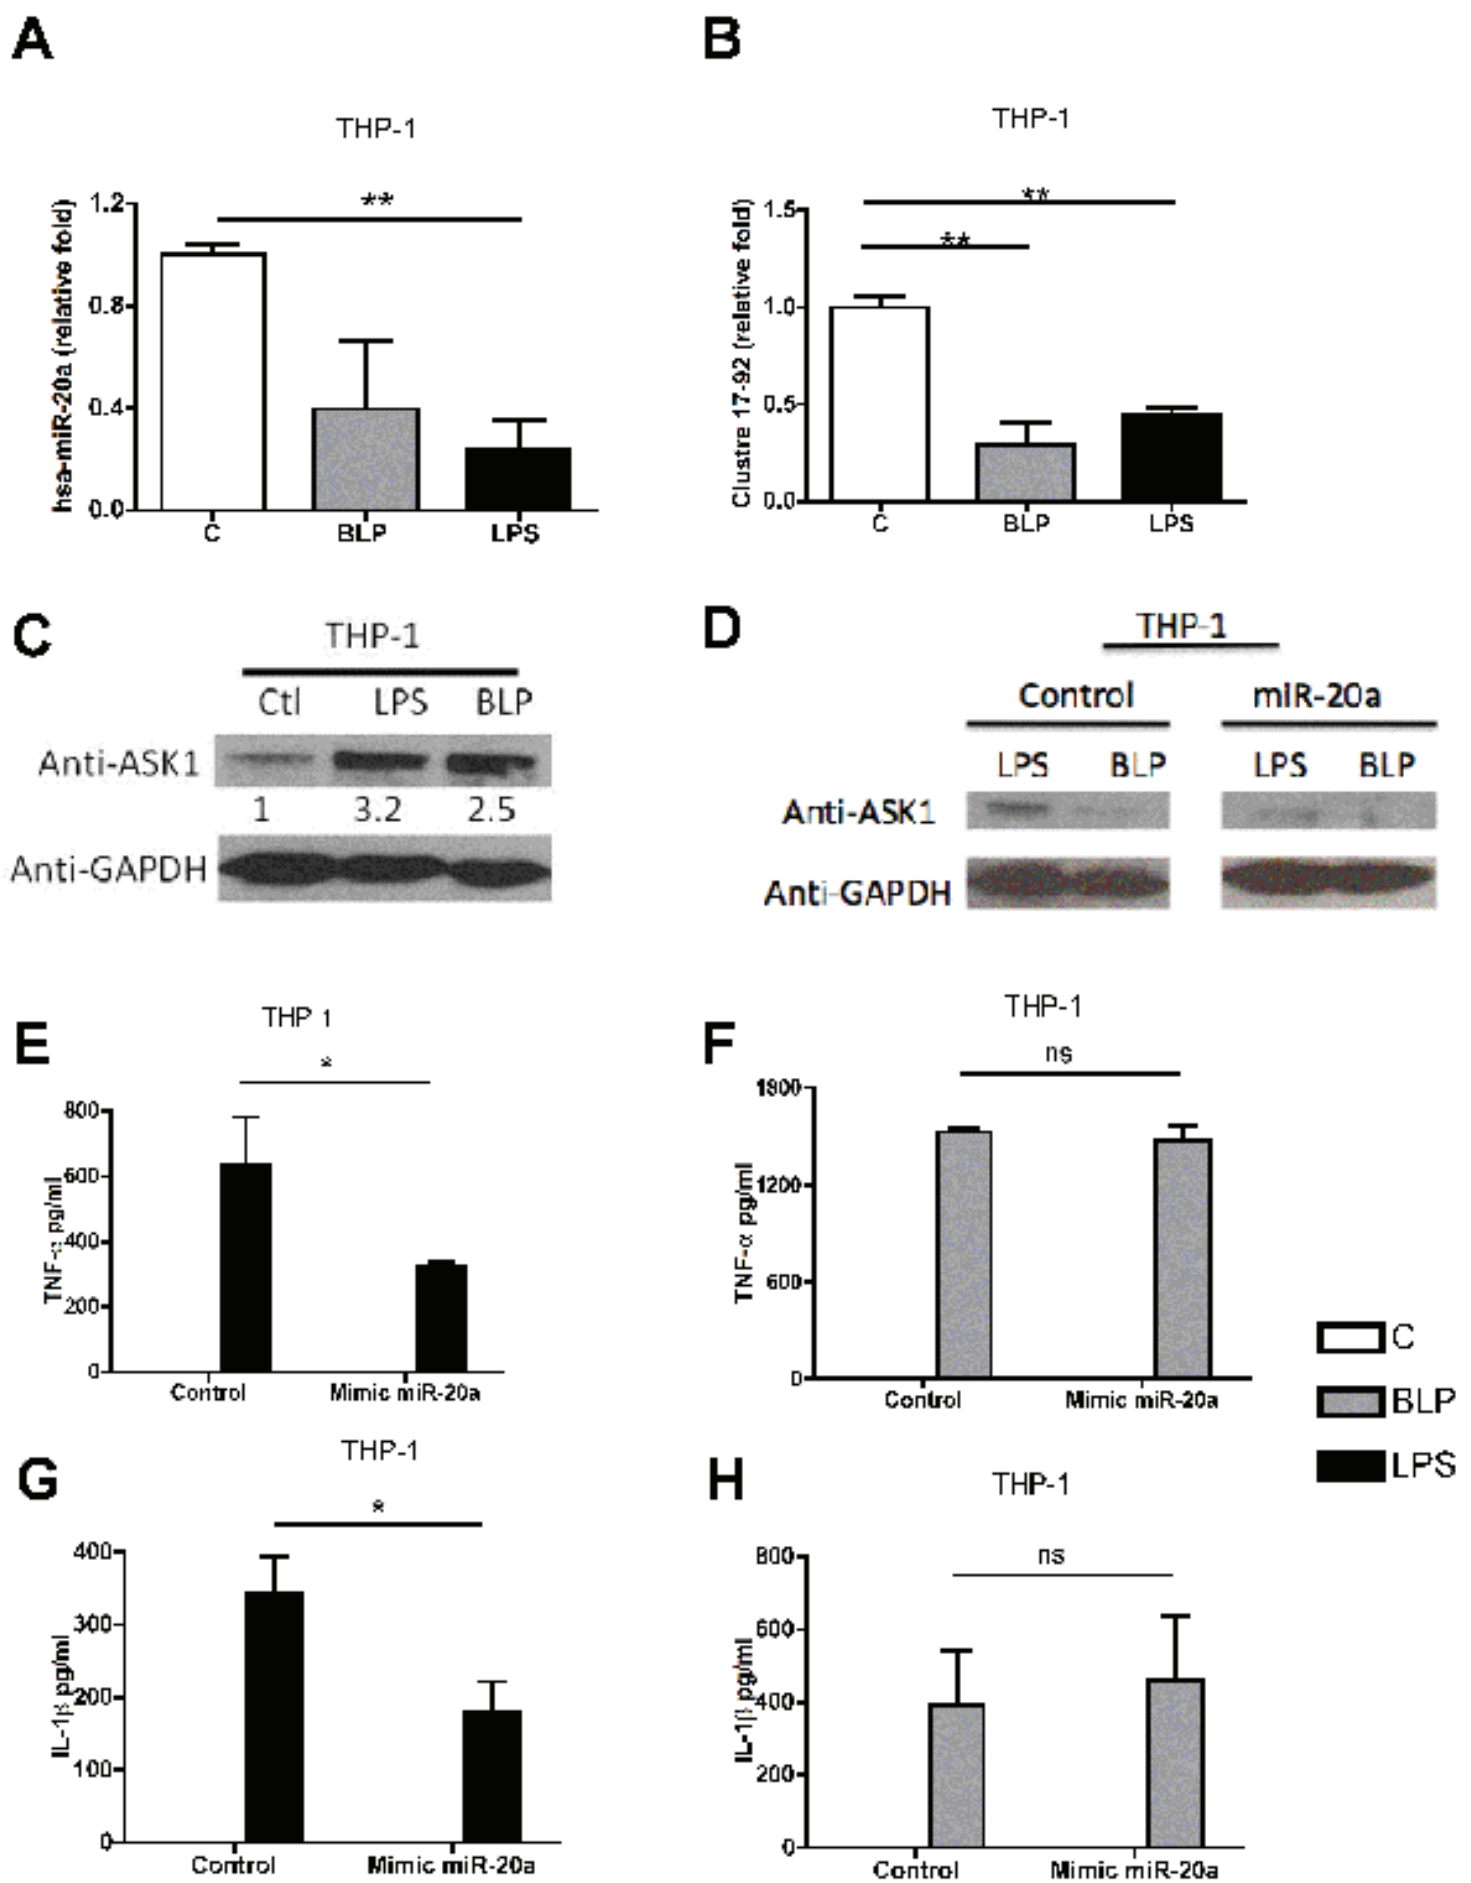 A
THP-1
hsa-miR-20a (relative fold)
**
1.2
0.8
0.4
0.0
C BLP LPS
B
THP-1
Clustre 17-92 (relative fold)
**
**
1.5
1.0
0.5
0.0
C BLP LPS
C
THP-1
Ctl LPS BLP
Anti-ASK1
1 3.2 2.5
Anti-GAPDH
D
THP-1
Control miR-20a
LPS BLP LPS BLP
Anti-ASK1
Anti-GAPDH
E
THP 1
*
TNF-α pg/ml
800
600
400
200
0
Control Mimic miR-20a
F
THP-1
ns
TNF-α pg/ml
1800
1200
600
0
Control Mimic miR-20a
C
BLP
LPS
G
THP-1
*
IL-1β pg/ml
400
300
200
100
0
Control Mimic miR-20a
H
THP-1
ns
IL-1β pg/ml
800
600
400
200
0
Control Mimic miR-20a